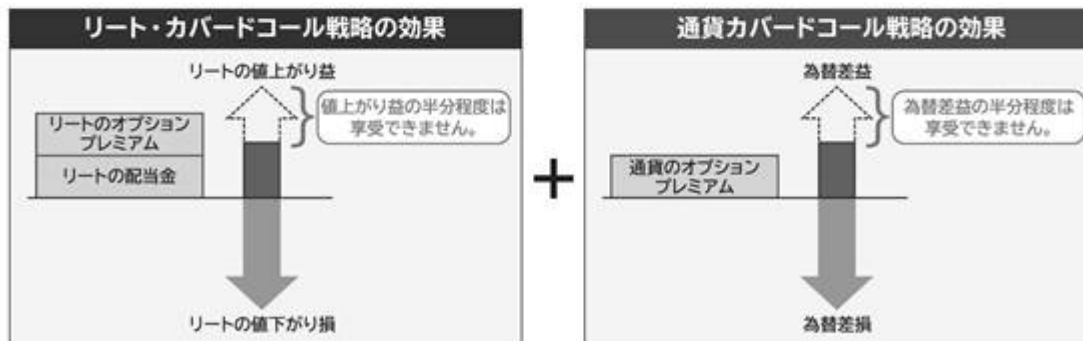 リート・カバードコール戦略の効果
リートの値上がり益
値上がり益の半分程度は
享受できません。
リートのオプション
プレミアム
リートの配当金
リートの値下がり損
+
通貨カバードコール戦略の効果
為替差益
為替差益の半分程度は
享受できません。
通貨のオプション
プレミアム
為替差損